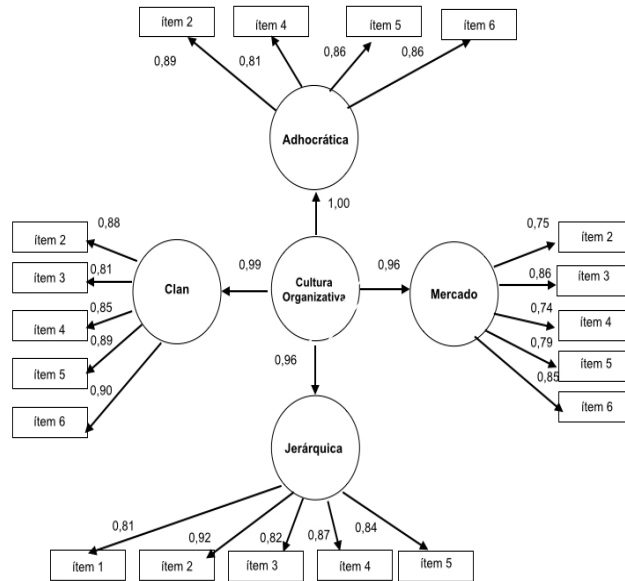 ítem 2
ítem 4
ítem 5
ítem 6
0,89
0,81
0,86
0,86
Adhocrática
1,00
0,88
ítem 2
0,81
ítem 3
0,85
ítem 4
0,89
ítem 5
0,90
ítem 6
Clan
0,99
Cultura
Organizativa
0,96
Mercado
0,75
ítem 2
0,86
ítem 3
0,74
ítem 4
0,79
ítem 5
0,85
ítem 6
0,96
Jerárquica
0,81
0,92
0,82
0,87
0,84
ítem 1
ítem 2
ítem 3
ítem 4
ítem 5